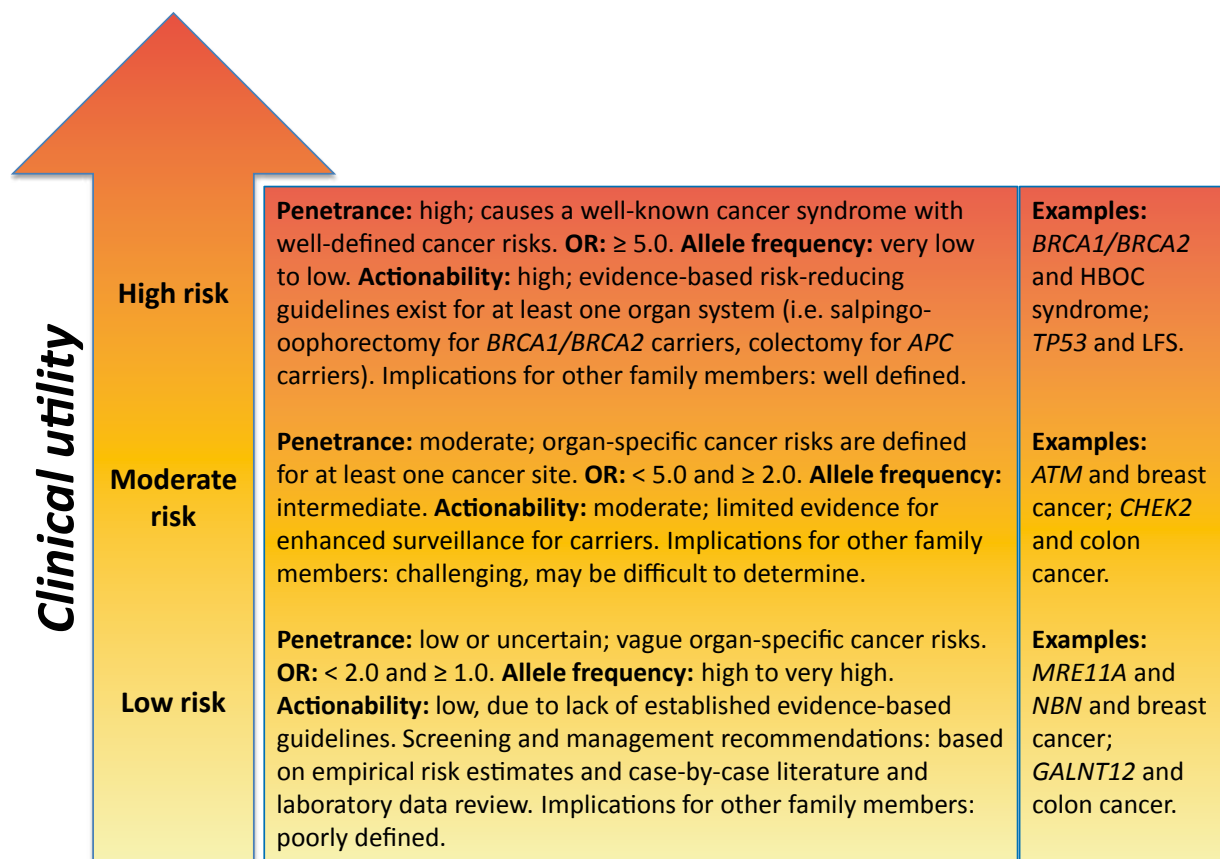 Clinical utility
High risk
Penetrance: high; causes a well-known cancer syndrome with
well-defined cancer risks. OR: ≥ 5.0. Allele frequency: very low
to low. Actionability: high; evidence-based risk-reducing
guidelines exist for at least one organ system (i.e. salpingo-
oophorectomy for BRCA1/BRCA2 carriers, colectomy for APC
carriers). Implications for other family members: well defined.
Examples:
BRCA1/BRCA2
and HBOC
syndrome;
TP53 and LFS.
Moderate
risk
Penetrance: moderate; organ-specific cancer risks are defined
for at least one cancer site. OR: < 5.0 and ≥ 2.0. Allele frequency:
intermediate. Actionability: moderate; limited evidence for
enhanced surveillance for carriers. Implications for other family
members: challenging, may be difficult to determine.
Examples:
ATM and breast
cancer; CHEK2
and colon
cancer.
Low risk
Penetrance: low or uncertain; vague organ-specific cancer risks.
OR: < 2.0 and ≥ 1.0. Allele frequency: high to very high.
Actionability: low, due to lack of established evidence-based
guidelines. Screening and management recommendations: based
on empirical risk estimates and case-by-case literature and
laboratory data review. Implications for other family members:
poorly defined.
Examples:
MRE11A and
NBN and breast
cancer;
GALNT12 and
colon cancer.